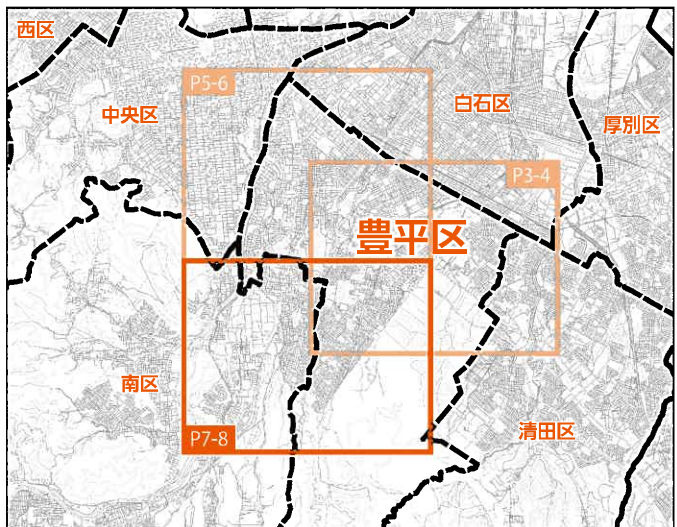 西区
P5-6
中央区
白石区
厚別区
P3-4
豊平区
南区
P7-8
清田区